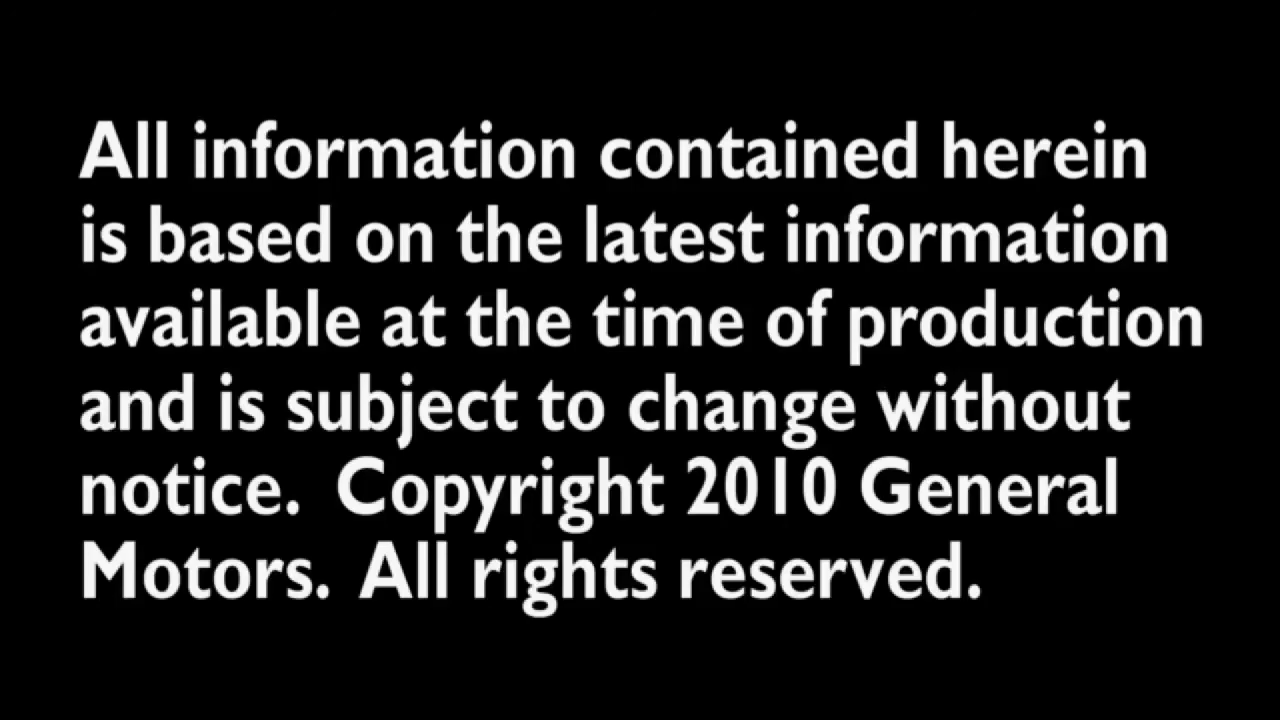 All information contained herein
is based on the latest information
available at the time of production
and is subject to change without
notice.  Copyright 2010 General
Motors.  All rights reserved.